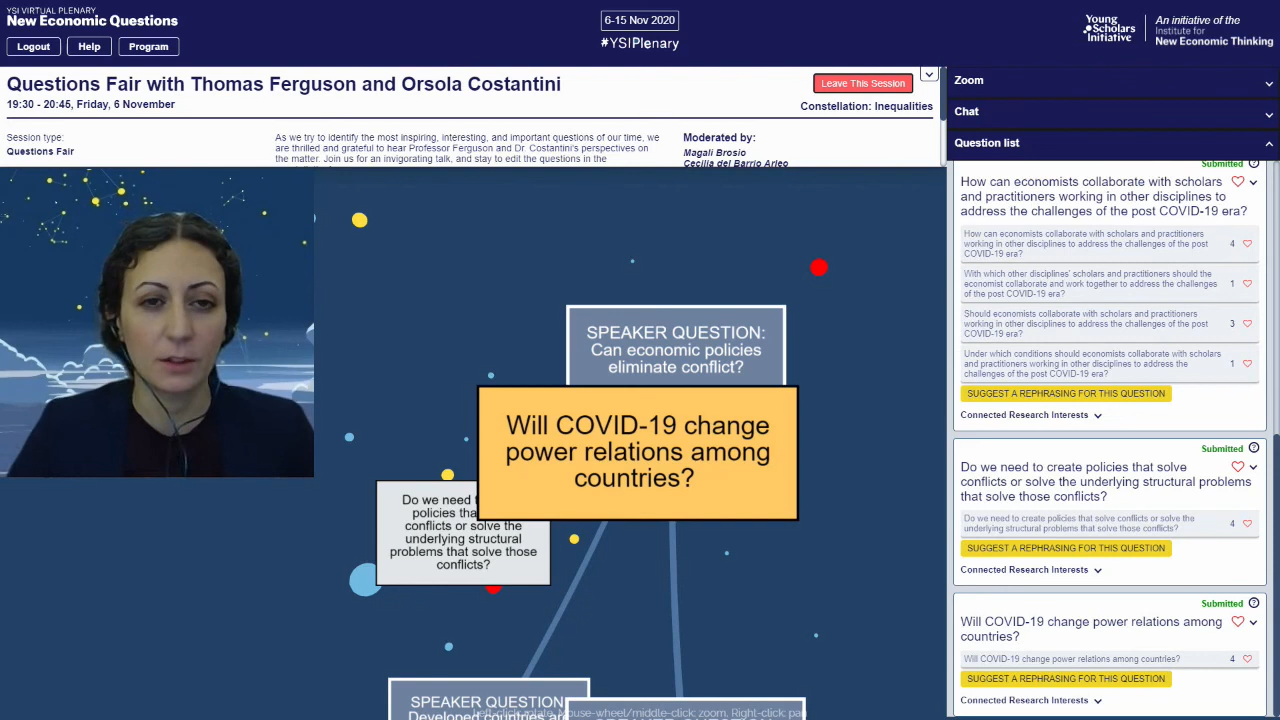 YSI VIRTUAL PLENARY
New Economic Questions
Logout
Help
Program
6-15 Nov 2020
#YSIPlenary
Young
Scholars
Initiative
An initiative of the
Institute for
New Economic Thinking
Questions Fair with Thomas Ferguson and Orsola Costantini
19:30 - 20:45, Friday, 6 November
Leave This Session
Constellation: Inequalities
Session type:
Questions Fair
As we try to identify the most inspiring, interesting, and important questions of our time, we
are thrilled and grateful to hear Professor Ferguson and Dr. Costantini's perspectives on
the matter. Join us for an invigorating talk, and stay to edit the questions in the
Moderated by:
Magali Brosio
Cecilia del Barrio Arleo
SPEAKER QUESTION:
Can economic policies
eliminate conflict?
Will COVID-19 change
power relations among
countries?
Do we need
policies tha
conflicts or solve the
underlying structural
problems that solve those
conflicts?
SPEAKER QUESTION
Developed countries ar
Left-click: rotate, Mouse-wheel/middle-click: zoom, Right-click: pan
Zoom
Chat
Question list
Submitted
How can economists collaborate with scholars
and practitioners working in other disciplines to
address the challenges of the post COVID-19 era?
How can economists collaborate with scholars and practitioners
working in other disciplines to address the challenges of the post
COVID-19 era?
4
With which other disciplines' scholars and practitioners should the
economist collaborate and work together to address the challenges
of the post COVID-19 era?
1
Should economists collaborate with scholars and practitioners
working in other disciplines to address the challenges of the post
COVID-19 era?
3
Under which conditions should economists collaborate with scholars
and practitioners working in other disciplines to address the
challenges of the post COVID-19 era?
1
SUGGEST A REPHRASING FOR THIS QUESTION
Connected Research Interests
Submitted
Do we need to create policies that solve
conflicts or solve the underlying structural problems
that solve those conflicts?
Do we need to create policies that solve conflicts or solve the
underlying structural problems that solve those conflicts?
4
SUGGEST A REPHRASING FOR THIS QUESTION
Connected Research Interests
Submitted
Will COVID-19 change power relations among
countries?
Will COVID-19 change power relations among countries?
4
SUGGEST A REPHRASING FOR THIS QUESTION
Connected Research Interests